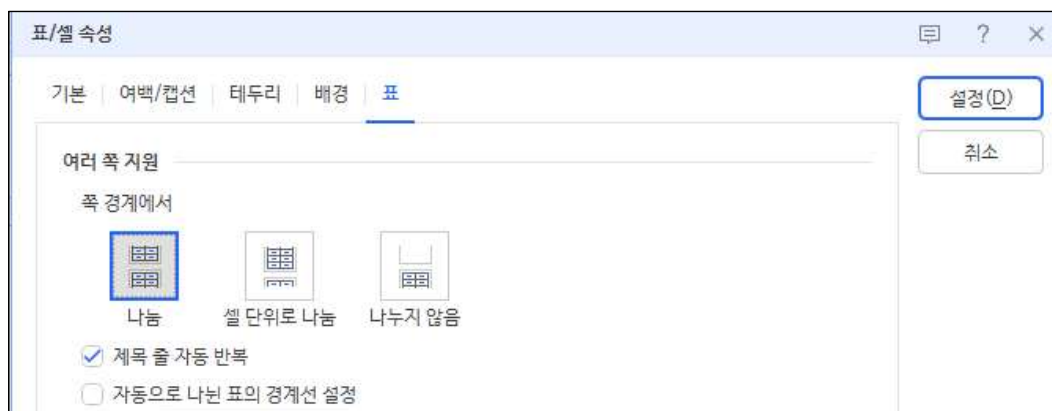 표/셀 속성
?
기본 여백/캡션 테두리 배경 표
설정(D)
취소
여러 쪽 지원
쪽 경계에서
나눔 셀 단위로 나눔 나누지 않음
제목 줄 자동 반복
자동으로 나뉜 표의 경계선 설정